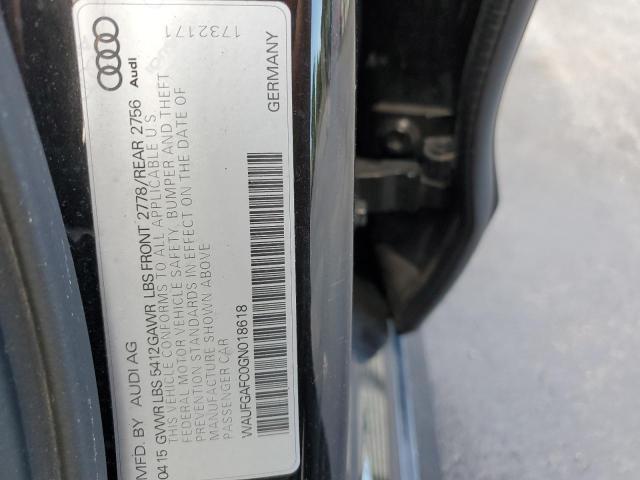 MFD. BY AUDI AG
Audi
04 15 GVWR LBS 5412 GAWR LBS FRONT 2778/REAR 2756
THIS VEHICLE CONFORMS TO ALL APPLICABLE U.S.
FEDERAL MOTOR VEHICLE SAFETY, BUMPER AND THEFT
PREVENTION STANDARDS IN EFFECT ON THE DATE OF
MANUFACTURE SHOWN ABOVE
PASSENGER CAR
WAUFGAFC0GN018618
GERMANY
1732171